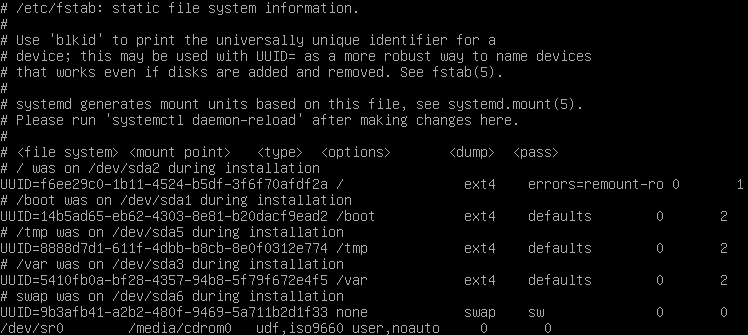 # /etc/fstab: static file system information.
#
# Use 'blkid' to print the universally unique identifier for a
# device; this may be used with UUID= as a more robust way to name devices
# that works even if disks are added and removed. See fstab(5).
#
# systemd generates mount units based on this file, see systemd.mount(5).
# Please run 'systemctl daemon-reload' after making changes here.
#
# <file system> <mount point>   <type>  <options>       <dump>  <pass>
# / was on /dev/sda2 during installation
UUID=f6ee29c0-1b11-4524-b5df-3f6f70afdf2a /               ext4    errors=remount-ro 0       1
# /boot was on /dev/sda1 during installation
UUID=14b5ad65-eb62-4303-8e81-b20dacf9ead2 /boot           ext4    defaults        0       2
# /tmp was on /dev/sda5 during installation
UUID=8888d7d1-611f-4dbb-b8cb-8e0f0312e774 /tmp            ext4    defaults        0       2
# /var was on /dev/sda3 during installation
UUID=5410fb0a-bf28-4357-94b8-5f79f672e4f5 /var            ext4    defaults        0       2
# swap was on /dev/sda6 during installation
UUID=9b3afb41-a2b2-480f-9469-5a711b2d1f33 none            swap    sw              0       0
/dev/sr0        /media/cdrom0   udf,iso9660 user,noauto     0       0